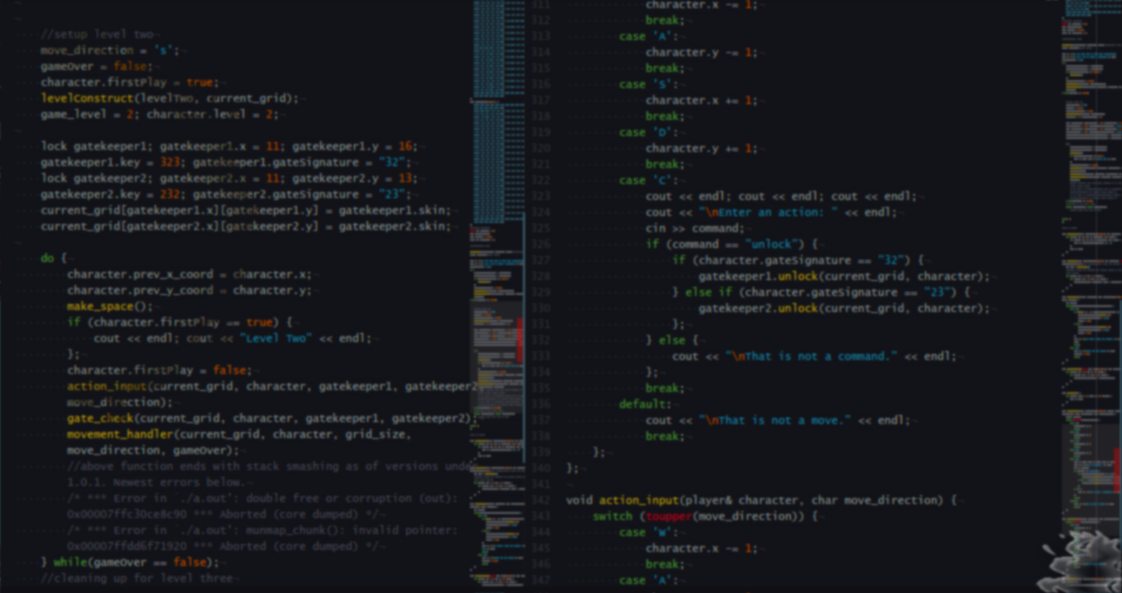 //setup level two
move_direction = 's';
gameOver = false;
character.firstPlay = true;
levelConstruct(levelTwo, current_grid);
game_level = 2; character.level = 2;
lock gatekeeper1; gatekeeper1.x = 11; gatekeeper1.y = 16;
gatekeeper1.key = 323; gatekeeper1.gateSignature = "32";
lock gatekeeper2; gatekeeper2.x = 11; gatekeeper2.y = 13;
gatekeeper2.key = 232; gatekeeper2.gateSignature = "23";
current_grid[gatekeeper1.x][gatekeeper1.y] = gatekeeper1.skin;
current_grid[gatekeeper2.x][gatekeeper2.y] = gatekeeper2.skin;
do {
character.prev_x_coord = character.x;
character.prev_y_coord = character.y;
make_space();
if (character.firstPlay == true) {
cout << endl; cout << "Level Two" << endl;
};
character.firstPlay = false;
action_input(current_grid, character, gatekeeper1, gatekeeper2
move_direction);
gate_check(current_grid, character, gatekeeper1, gatekeeper2);
movement_handler(current_grid, character, grid_size,
move_direction, gameOver);
//above function ends with stack smashing as of versions unde
1.0.1. Newest errors below.
/* *** Error in `./a.out': double free or corruption (out):
0x00007ffc30ce8c90 *** Aborted (core dumped) */
/* *** Error in `./a.out': munmap_chunk(): invalid pointer:
0x00007ffdd6f71920 *** Aborted (core dumped) */
} while(gameOver == false);
//cleaning up for level three
311 character.x -= 1;
312 break;
313 case 'A':
314 character.y -= 1;
315 break;
316 case 'S':
317 character.x += 1;
318 break;
319 case 'D':
320 character.y += 1;
321 break;
322 case 'C':
323 cout << endl; cout << endl; cout << endl;
324 cout << "\nEnter an action: " << endl;
325 cin >> command;
326 if (command == "unlock") {
327 if (character.gateSignature == "32") {
328 gatekeeper1.unlock(current_grid, character);
329 } else if (character.gateSignature == "23") {
330 gatekeeper2.unlock(current_grid, character);
331 };
332 } else {
333 cout << "\nThat is not a command." << endl;
334 };
335 break;
336 default:
337 cout << "\nThat is not a move." << endl;
338 break;
339 };
340 };
341
342 void action_input(player& character, char move_direction) {
343 switch (toupper(move_direction)) {
344 case 'W':
345 character.x -= 1;
346 break;
347 case 'A':